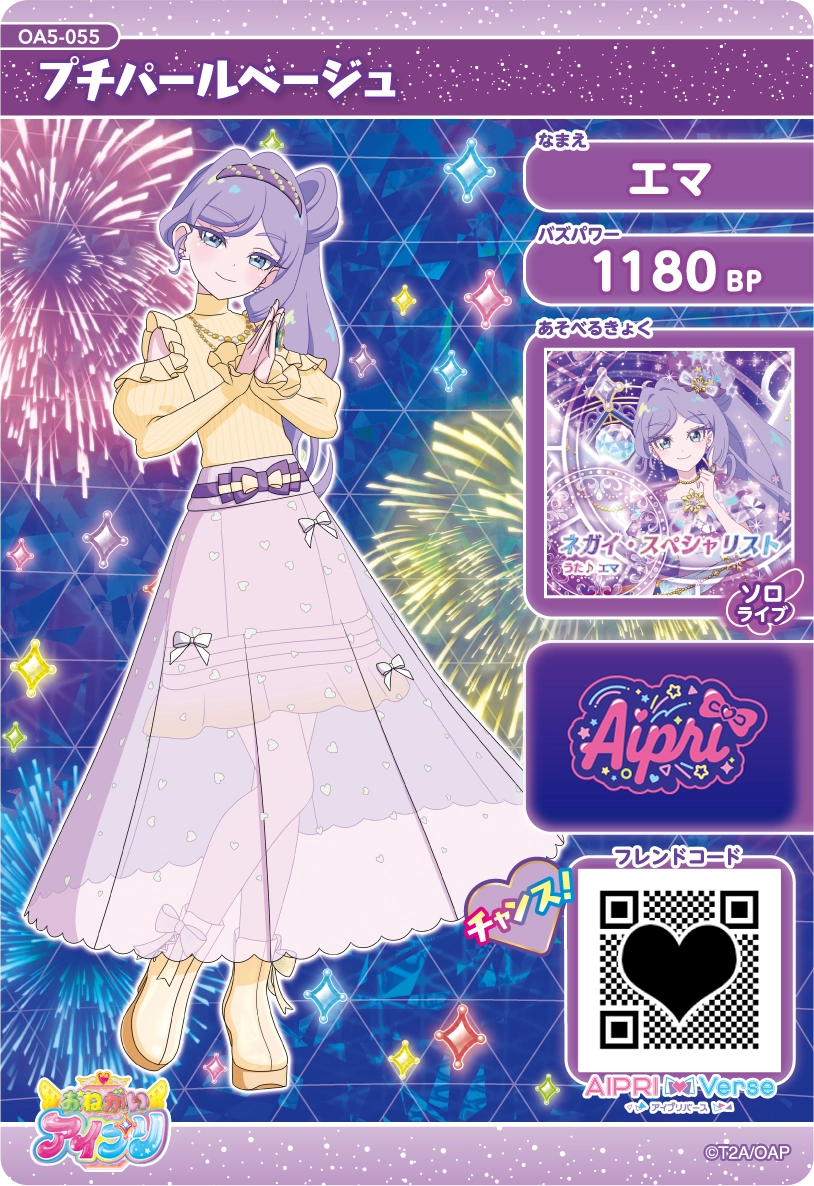 OA5-055
プチパールベージュ
なまえ
エマ
バズパワー
1180 BP
あそべるきょく
ネガイ・スペシャリスト
うた♪ エマ
ソロ
ライブ
Aipri
フレンドコード
チャンス!
AIPRI Verse
アイプリバース
おねがい
アイプリ
©T2A/OAP